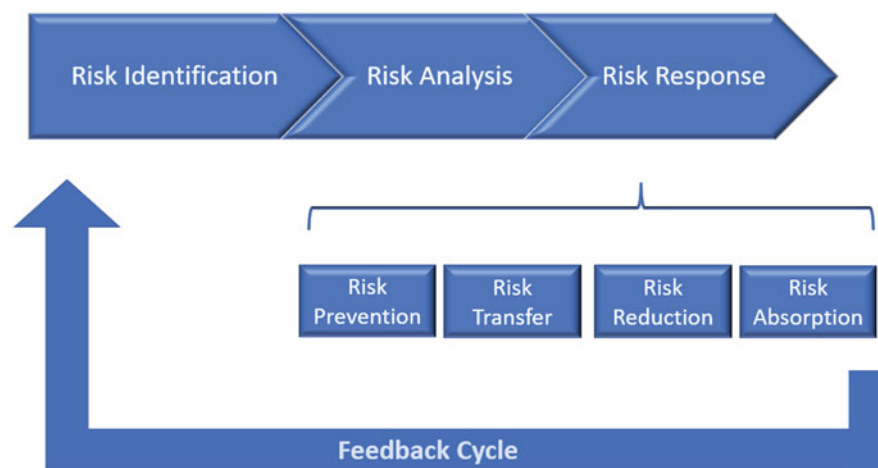 Risk Identification
Risk Analysis
Risk Response
Risk
Prevention
Risk
Transfer
Risk
Reduction
Risk
Absorption
Feedback Cycle